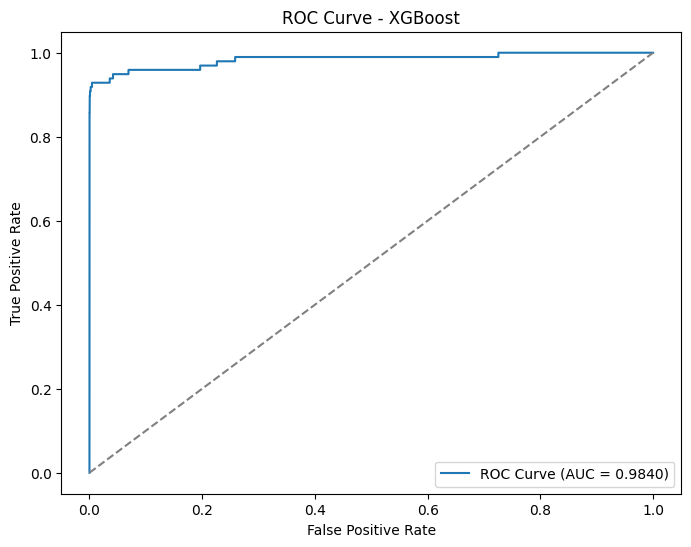 ROC Curve - XGBoost
True Positive Rate
1.0
0.8
0.6
0.4
0.2
0.0
ROC Curve (AUC = 0.9840)
0.0 0.2 0.4 0.6 0.8 1.0
False Positive Rate